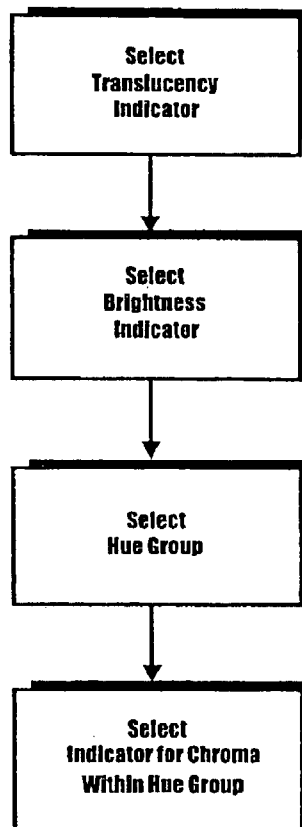 Select
Translucency
Indicator
Select
Brightness
Indicator
Select
Hue Group
Select
Indicator for Chroma
Within Hue Group